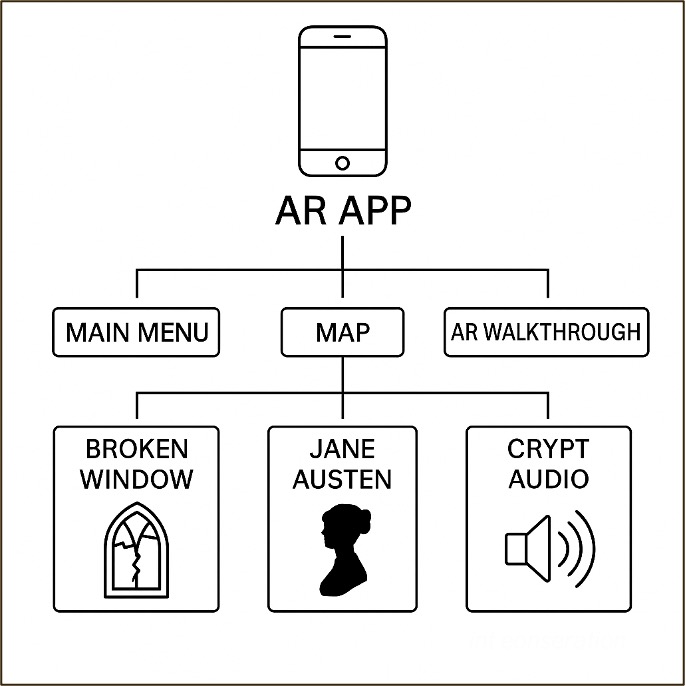 AR APP
MAIN MENU
MAP
AR WALKTHROUGH
BROKEN
WINDOW
JANE
AUSTEN
CRYPT
AUDIO